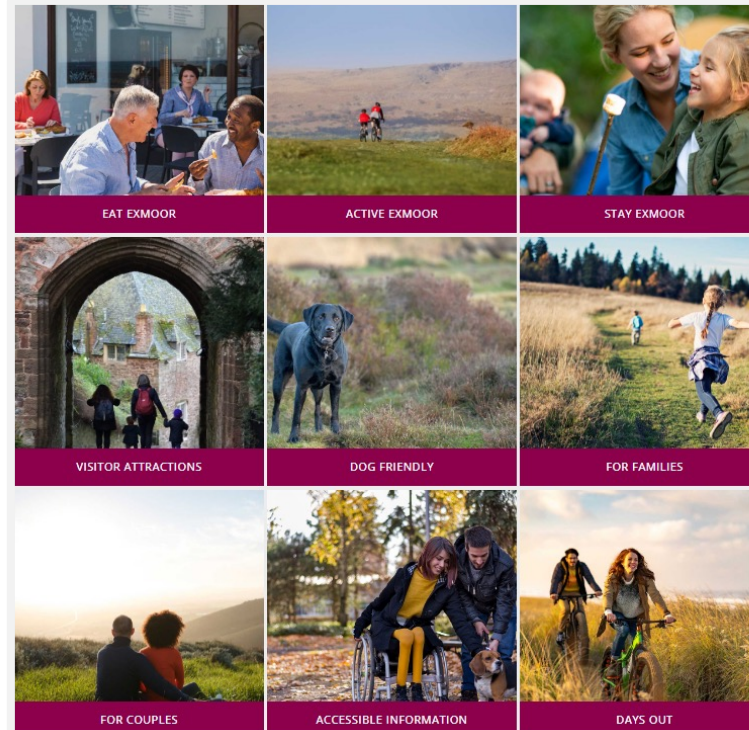 EAT EXMOOR
ACTIVE EXMOOR
STAY EXMOOR
VISITOR ATTRACTIONS
DOG FRIENDLY
FOR FAMILIES
FOR COUPLES
ACCESSIBLE INFORMATION
DAYS OUT